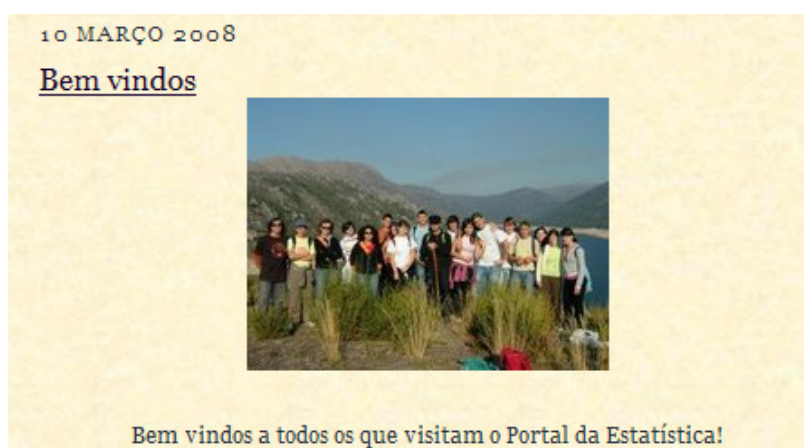 10 MARÇO 2008
Bem vindos
Bem vindos a todos os que visitam o Portal da Estatística!